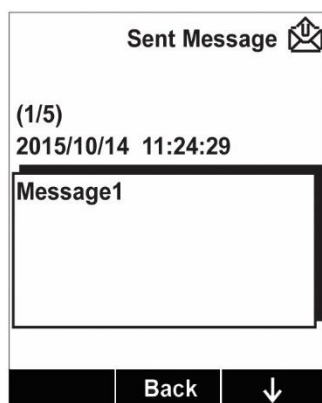 Sent Message
(1/5)
2015/10/14 11:24:29
Message1
Back ↓